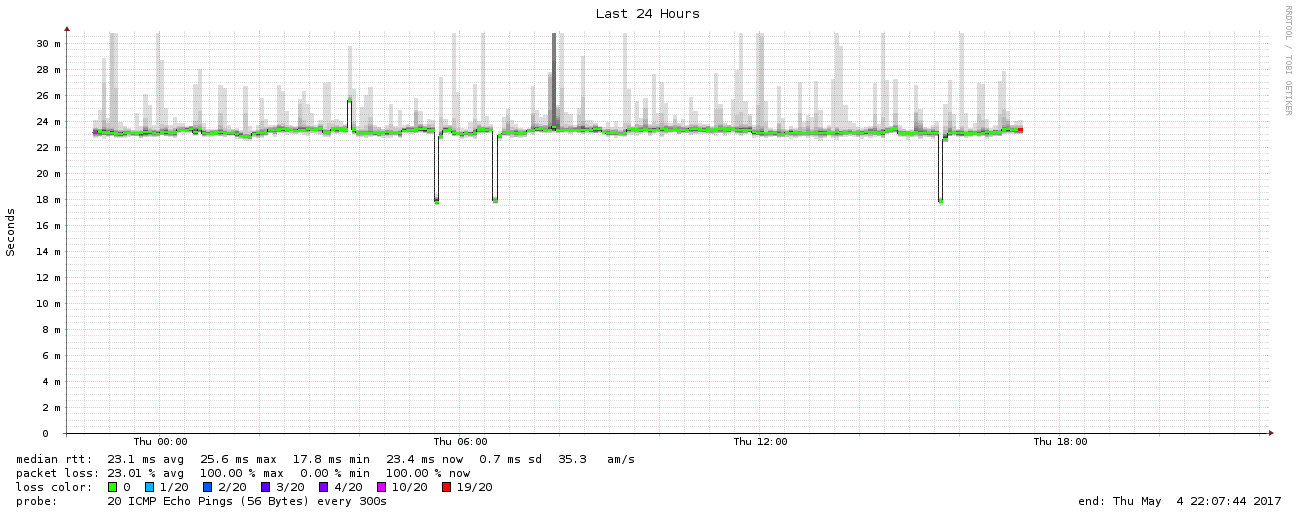 Last 24 Hours
RRDTOOL / TOBI OETIKER
Seconds
30 m
28 m
26 m
24 m
22 m
20 m
18 m
16 m
14 m
12 m
10 m
8 m
6 m
4 m
2 m
0
Thu 00:00 Thu 06:00 Thu 12:00 Thu 18:00
median rtt: 23.1 ms avg 25.6 ms max 17.8 ms min 23.4 ms now 0.7 ms sd 35.3 am/s
packet loss: 23.01 % avg 100.00 % max 0.00 % min 100.00 % now
loss color: 0 1/20 2/20 3/20 4/20 10/20 19/20
probe: 20 ICMP Echo Pings (56 Bytes) every 300s end: Thu May 4 22:07:44 2017